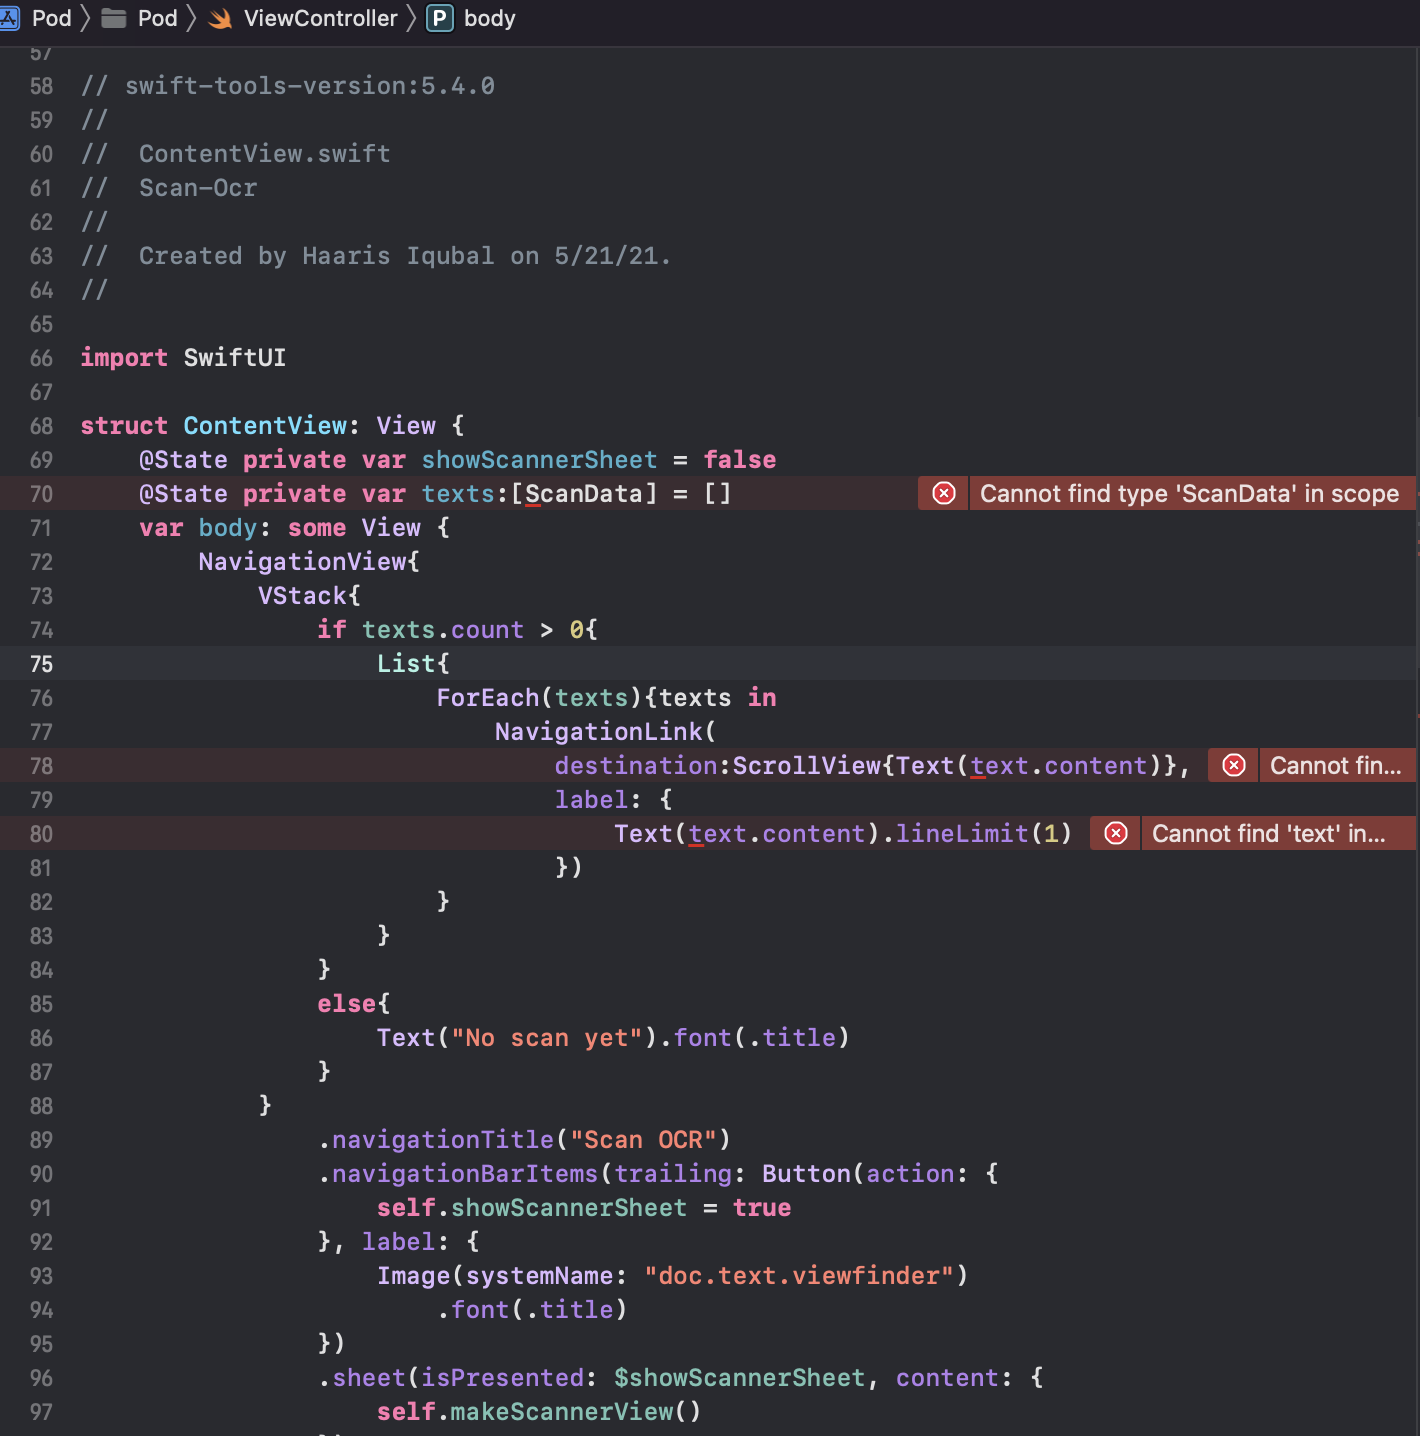 Pod Pod ViewController P body
57
58 // swift-tools-version:5.4.0
59 //
60 //  ContentView.swift
61 //  Scan-Ocr
62 //
63 //  Created by Haaris Iqubal on 5/21/21.
64 //
65
66 import SwiftUI
67
68 struct ContentView: View {
69     @State private var showScannerSheet = false
70     @State private var texts:[ScanData] = [] Cannot find type 'ScanData' in scope
71     var body: some View {
72         NavigationView{
73             VStack{
74                 if texts.count > 0{
75                     List{
76                         ForEach(texts){texts in
77                             NavigationLink(
78                                 destination:ScrollView{Text(text.content)}, Cannot fin...
79                                 label: {
80                                     Text(text.content).lineLimit(1) Cannot find 'text' in...
81                                 })
82                         }
83                     }
84                 }
85                 else{
86                     Text("No scan yet").font(.title)
87                 }
88             }
89                 .navigationTitle("Scan OCR")
90                 .navigationBarItems(trailing: Button(action: {
91                     self.showScannerSheet = true
92                 }, label: {
93                     Image(systemName: "doc.text.viewfinder")
94                         .font(.title)
95                 })
96                 .sheet(isPresented: $showScannerSheet, content: {
97                     self.makeScannerView()